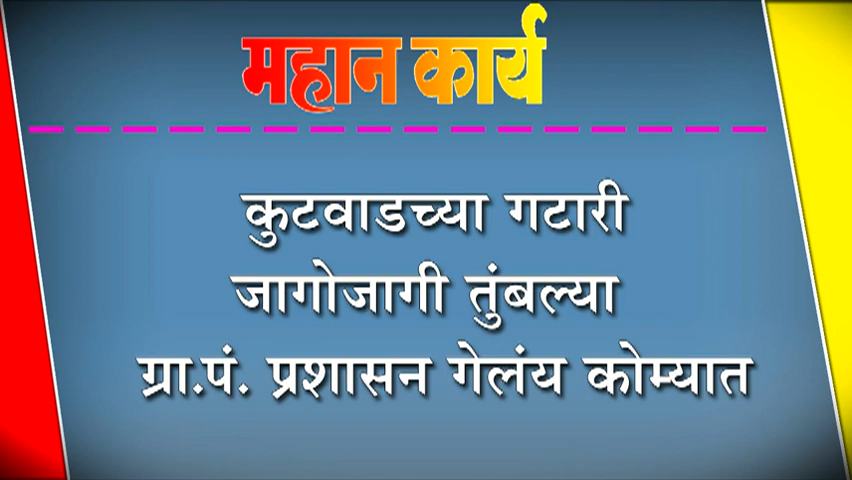 महान कार्य
कुटवाडच्या गटारी
जागोजागी तुंबल्या
ग्रा.पं. प्रशासन गेलंय कोम्यात